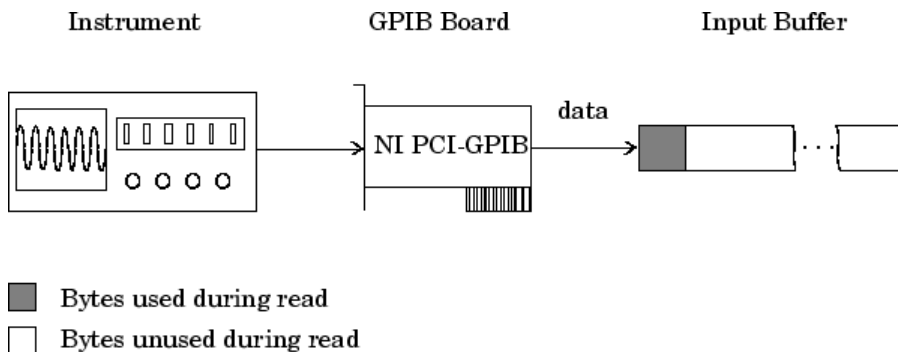 Instrument
GPIB Board
Input Buffer
data
NI PCI-GPIB
Bytes used during read
Bytes unused during read